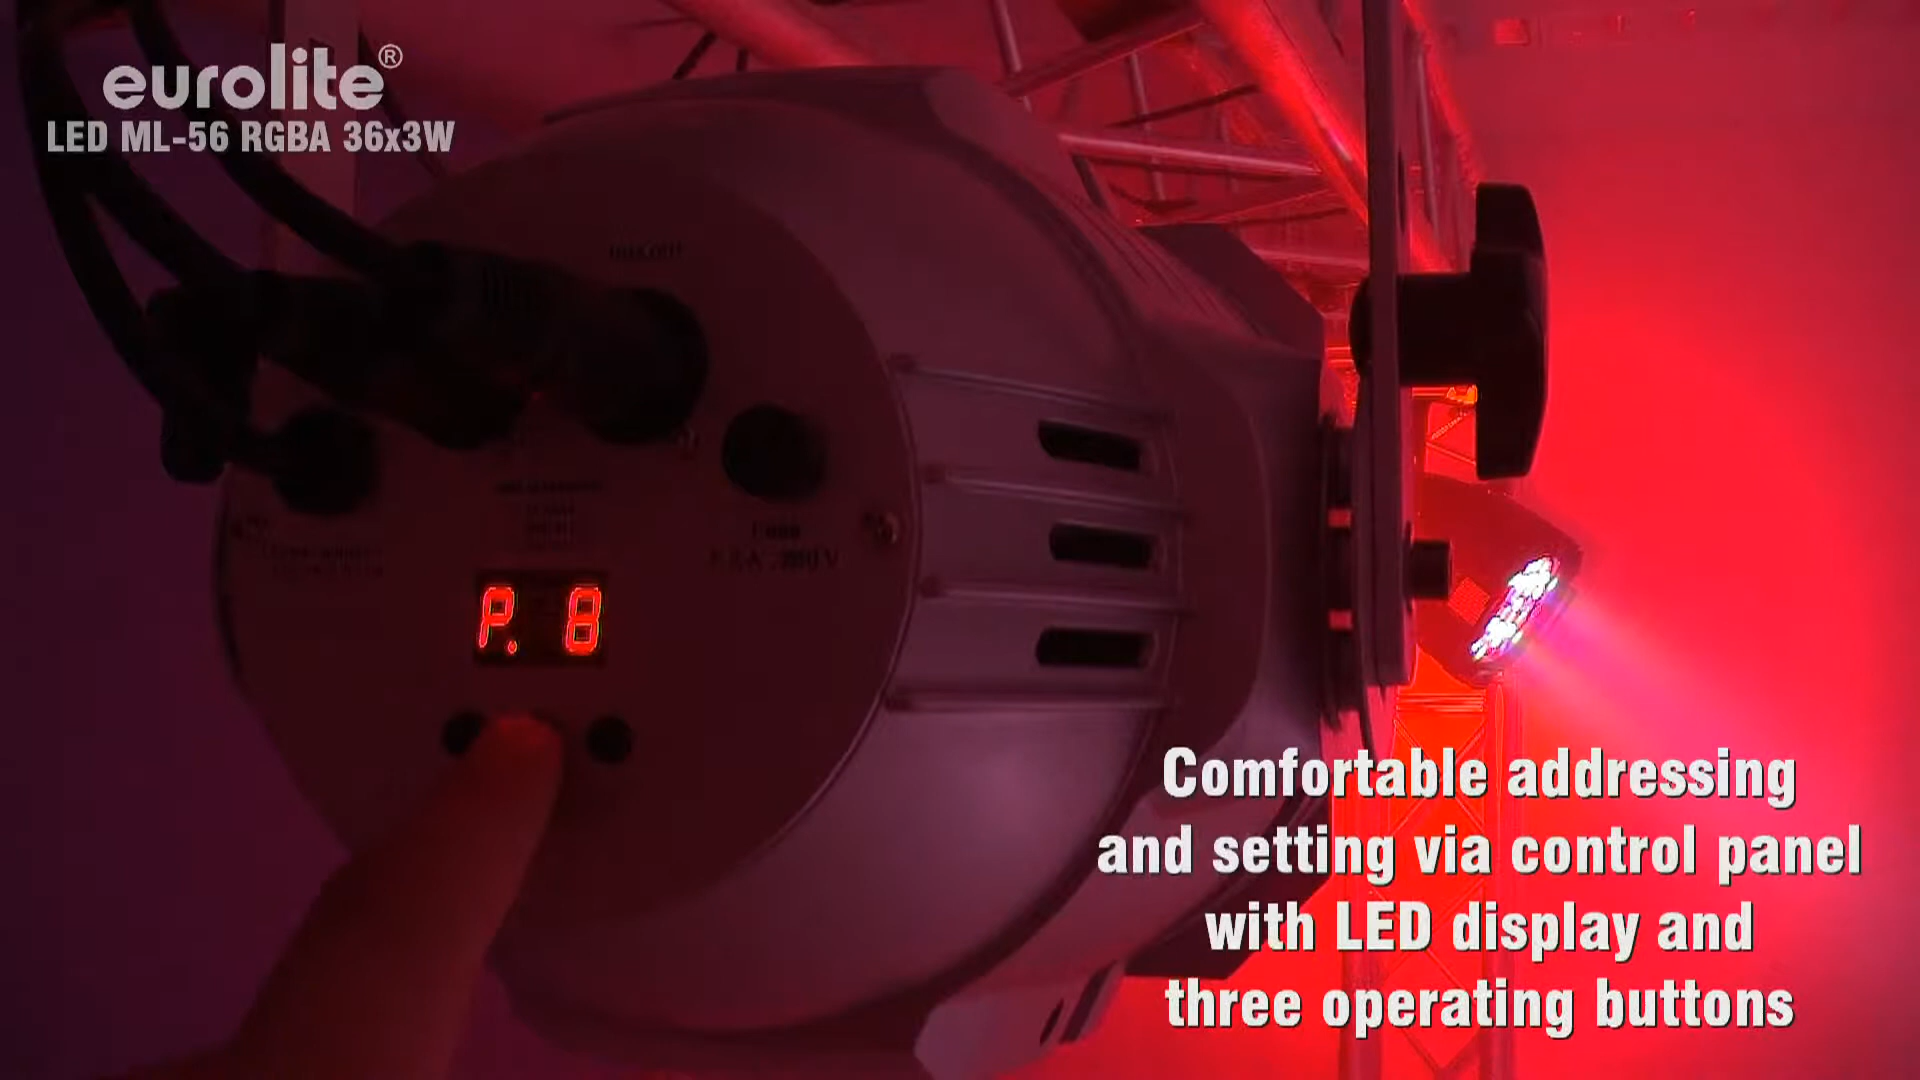 eurolite®
LED ML-56 RGBA 36x3W
P. 8
Comfortable addressing
and setting via control panel
with LED display and
three operating buttons